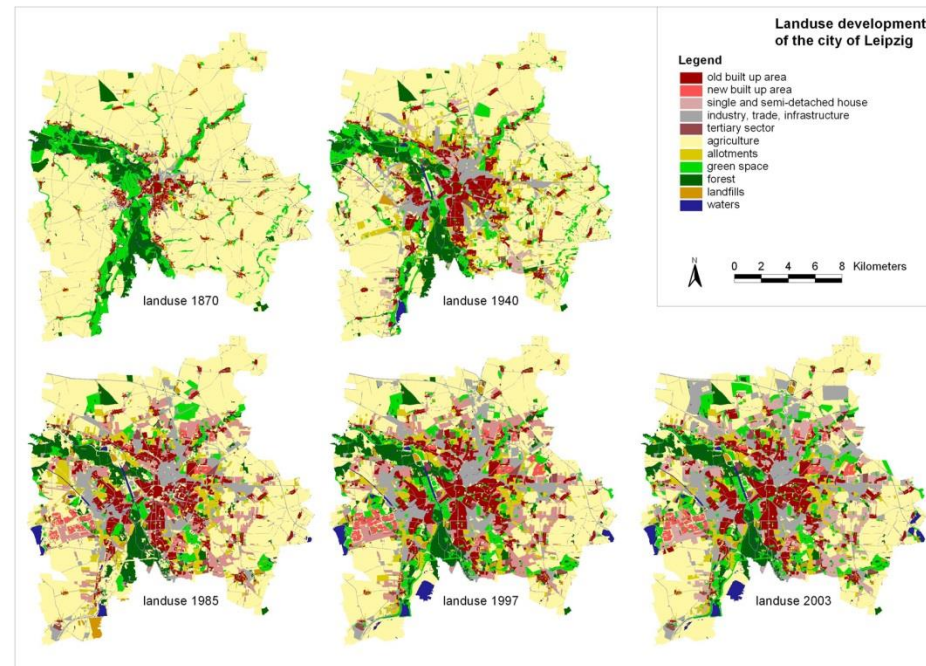 Landuse development
of the city of Leipzig
Legend
old built up area
new built up area
single and semi-detached house
industry, trade, infrastructure
tertiary sector
agriculture
allotments
green space
forest
landfills
waters
N
0 2 4 6 8 Kilometers
landuse 1870
landuse 1940
landuse 1985
landuse 1997
landuse 2003